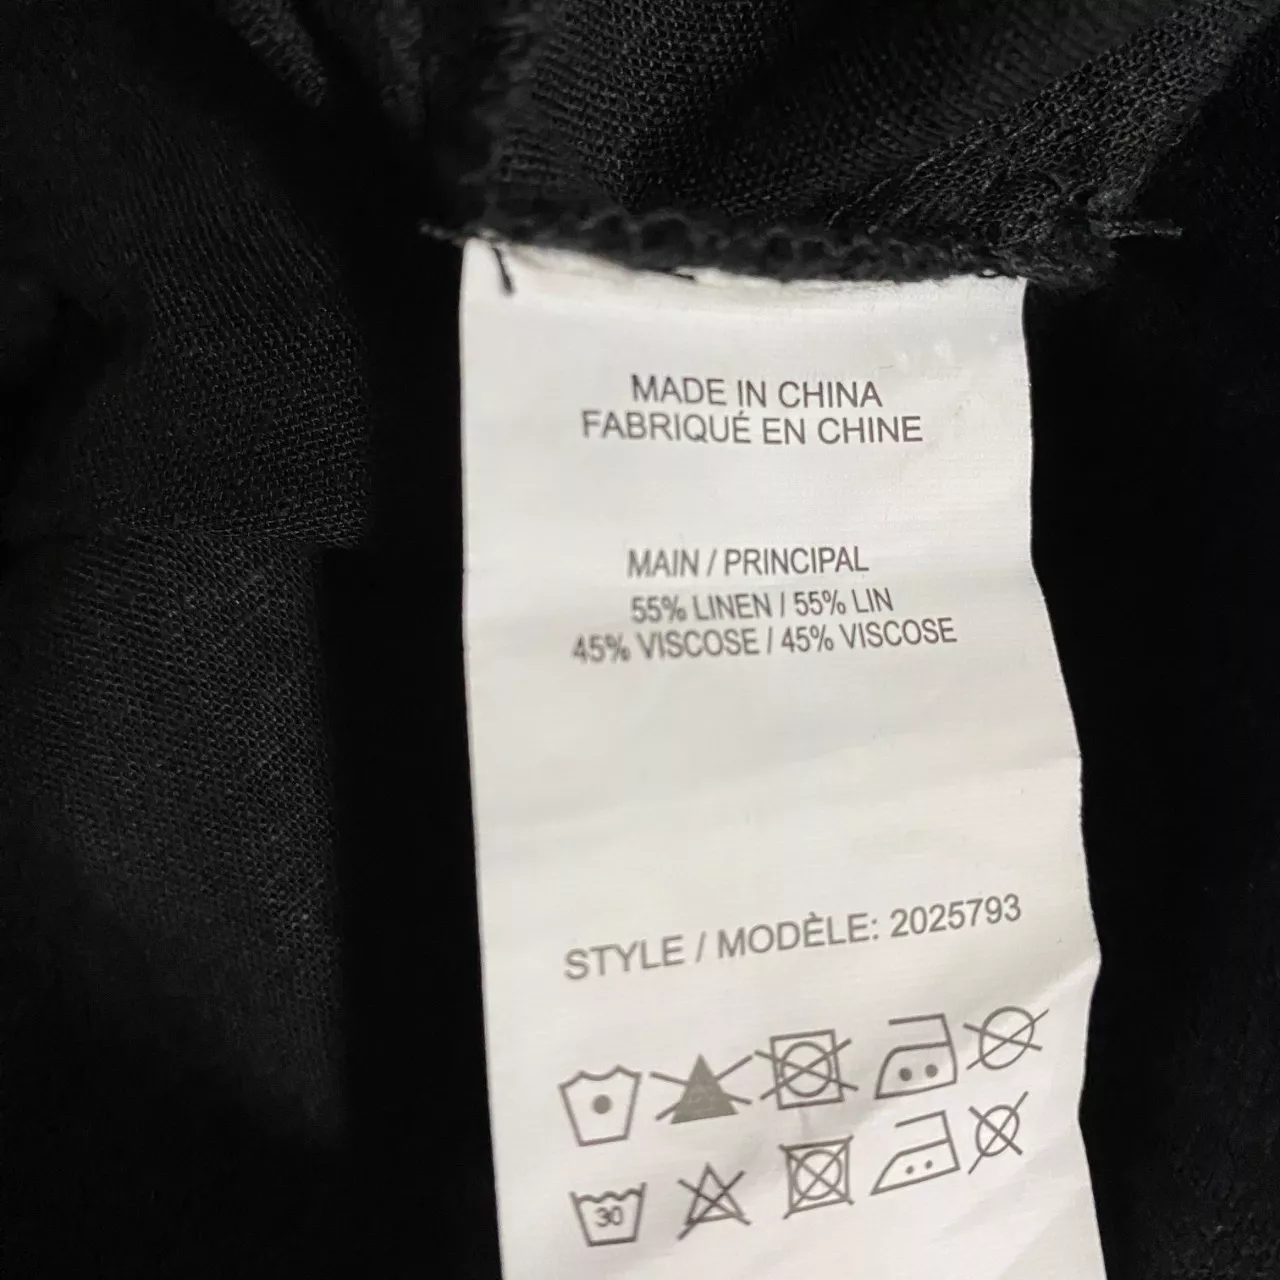 MADE IN CHINA
FABRIQUÉ EN CHINE
MAIN / PRINCIPAL
55% LINEN / 55% LIN
45% VISCOSE / 45% VISCOSE
STYLE / MODÈLE: 2025793
30